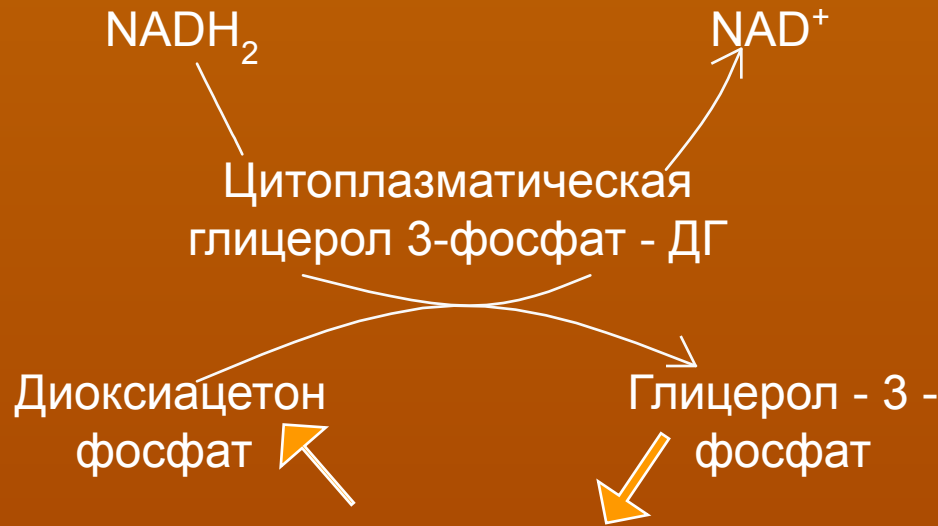 NADH₂
NAD⁺
Цитоплазматическая
глицерол 3-фосфат - ДГ
Диоксиацетон
фосфат
Глицерол - 3 -
фосфат